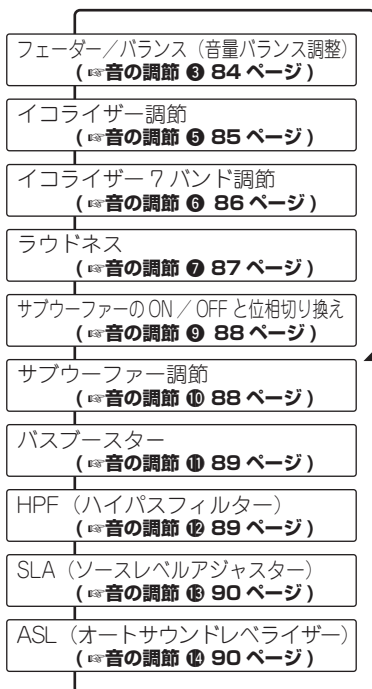 フェーダー／バランス（音量バランス調整）
( ☞音の調節 ❸ 84 ページ )
イコライザー調節
( ☞音の調節 ❺ 85 ページ )
イコライザー 7 バンド調節
( ☞音の調節 ❻ 86 ページ )
ラウドネス
( ☞音の調節 ❼ 87 ページ )
サブウーファーの ON ／ OFF と位相切り換え
( ☞音の調節 ❾ 88 ページ )
サブウーファー調節
( ☞音の調節 ❿ 88 ページ )
バスブースター
( ☞音の調節 ⓫ 89 ページ )
HPF（ハイパスフィルター）
( ☞音の調節 ⓬ 89 ページ )
SLA（ソースレベルアジャスター）
( ☞音の調節 ⓭ 90 ページ )
ASL（オートサウンドレベライザー）
( ☞音の調節 ⓮ 90 ページ )